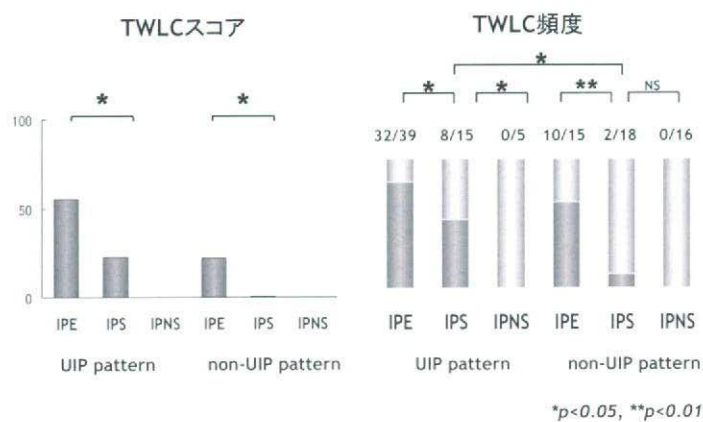 TWLCスコア
*
*
100
50
0
IPE IPS IPNS IPE IPS IPNS
UIP pattern non-UIP pattern
TWLC頻度
*
* * ** NS
32/39 8/15 0/5 10/15 2/18 0/16
IPE IPS IPNS IPE IPS IPNS
UIP pattern non-UIP pattern
*p<0.05, **p<0.01